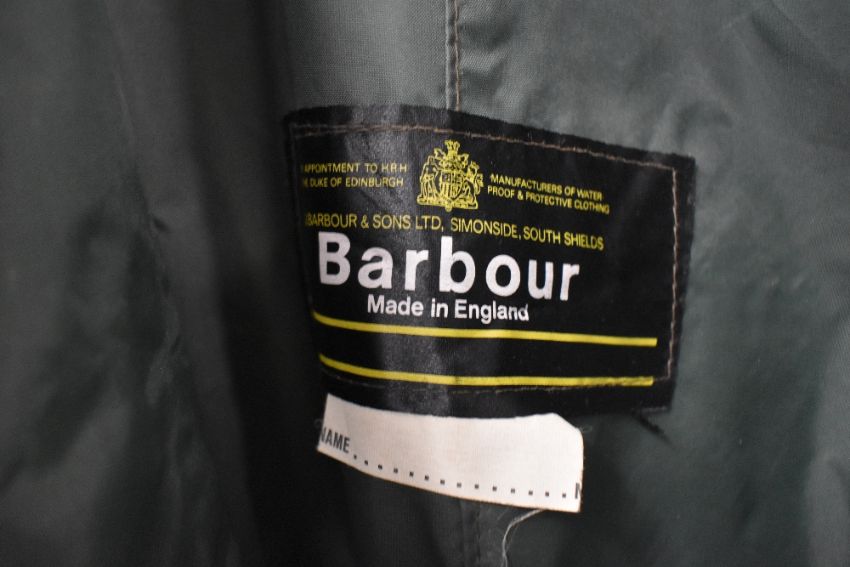 APPOINTMENT TO H.R.H
THE DUKE OF EDINBURGH
MANUFACTURERS OF WATER
PROOF & PROTECTIVE CLOTHING
J.BARBOUR & SONS LTD, SIMONSIDE, SOUTH SHIELDS
Barbour
Made in England
NAME